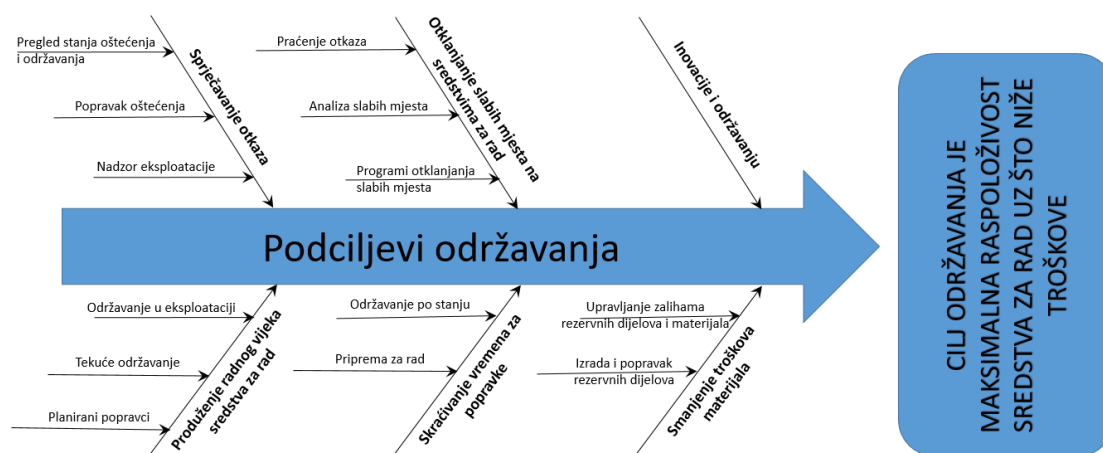 Pregled stanja oštećenja
i održavanja
Popravak oštećenja
Nadzor eksploatacije
Sprječavanje otkaza
Praćenje otkaza
Analiza slabih mjesta
Programi otklanjanja
slabih mjesta
Otklanjanje slabih mjesta na
sredstvima za rad
Inovacije i održavanju
Podciljevi održavanja
Održavanje u eksploataciji
Tekuće održavanje
Planirani popravci
Produženje radnog vijeka
sredstva za rad
Održavanje po stanju
Priprema za rad
Skraćivanje vremena za
popravke
Upravljanje zalihama
rezervnih dijelova i materijala
Izrada i popravak
rezervnih dijelova
Smanjenje troškova
materijala
CILJ ODRŽAVANJA JE
MAKSIMALNA RASPOLOŽIVOST
SREDSTVA ZA RAD UZ ŠTO NIŽE
TROŠKOVE